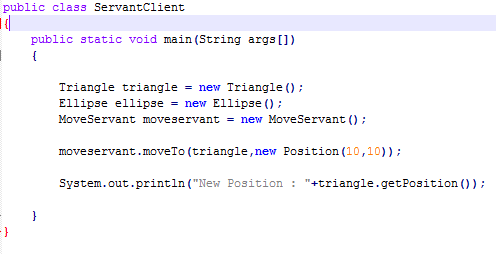 public class ServantClient
{
public static void main(String args[])
{
Triangle triangle = new Triangle();
Ellipse ellipse = new Ellipse();
MoveServant moveservant = new MoveServant();
moveservant.moveTo(triangle,new Position(10,10));
System.out.println("New Position : "+triangle.getPosition());
}
}